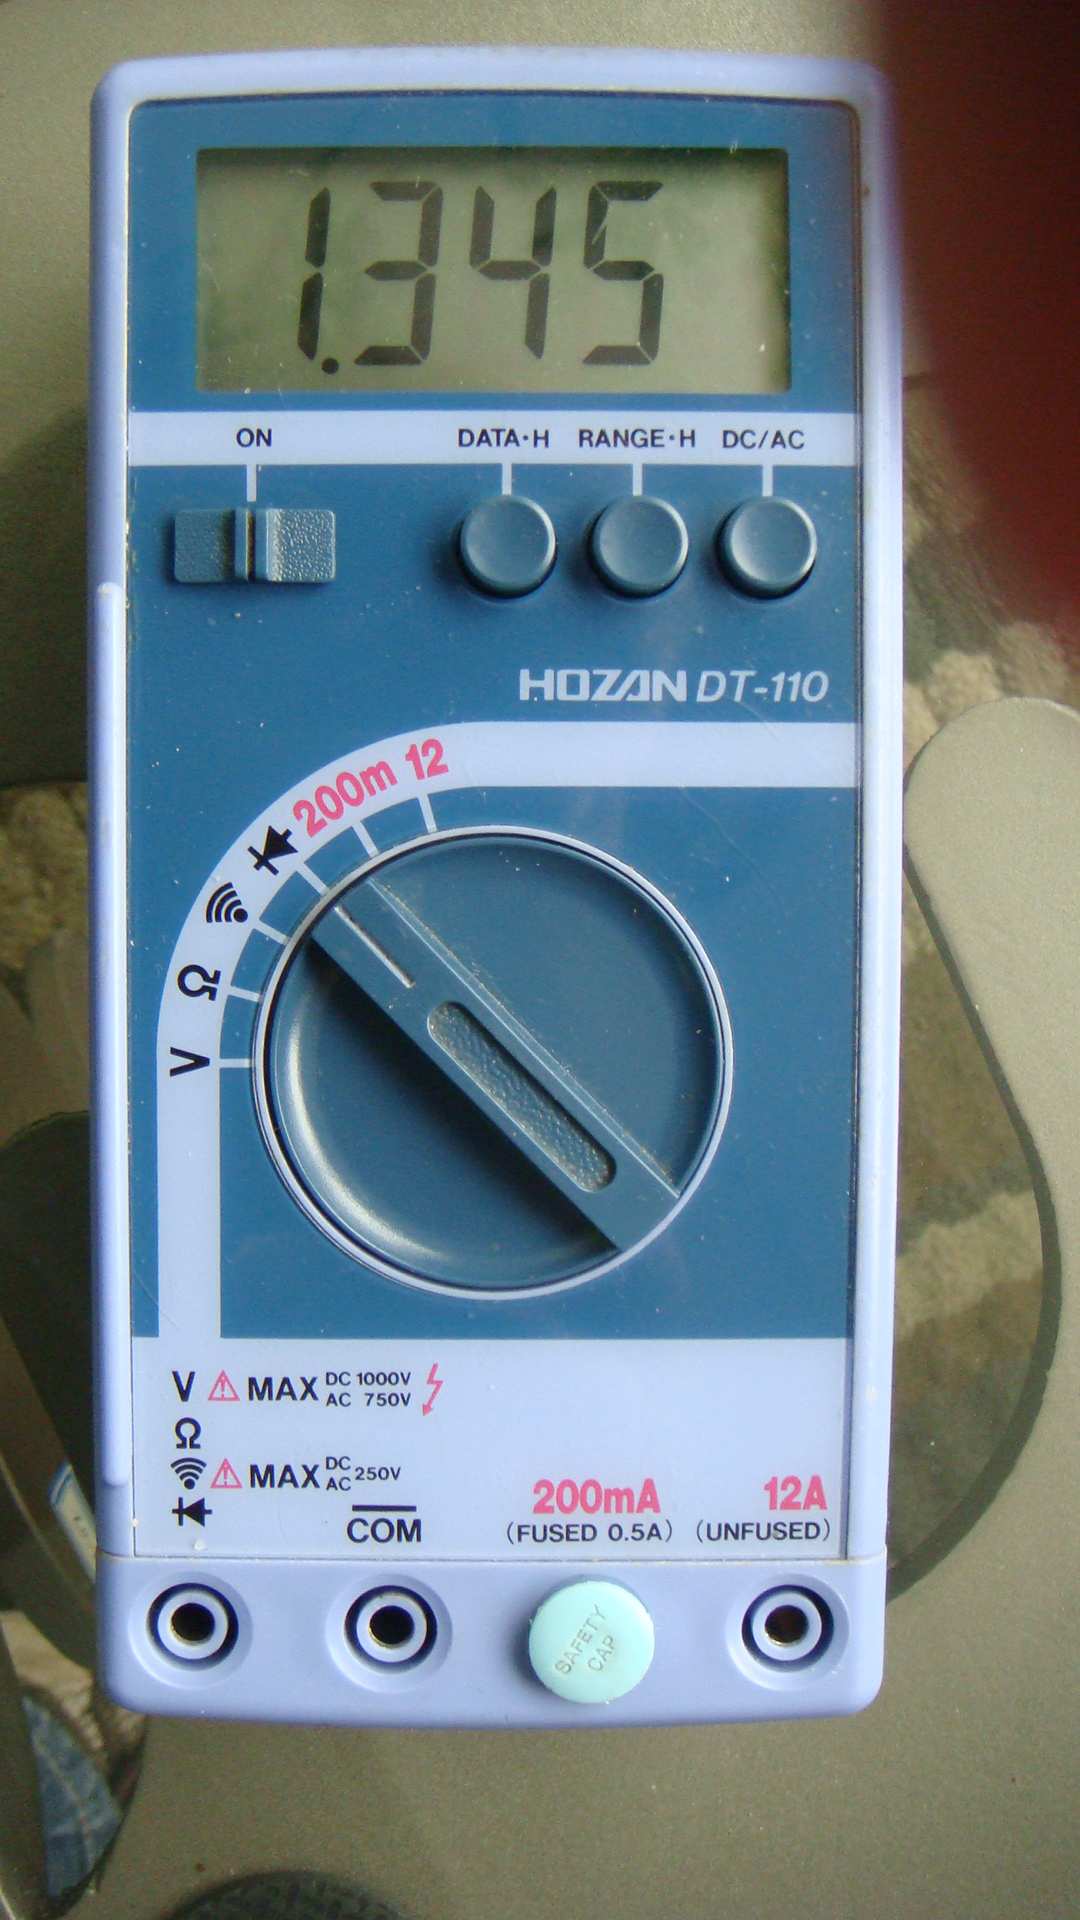 1.345
ON DATA·H RANGE·H DC/AC
HOZAN DT-110
200m 12
Ω
V
V ⚠ MAX DC 1000V
AC 750V
Ω
⚠ MAX DC
AC 250V
COM
200mA
(FUSED 0.5A)
12A
(UNFUSED)
SAFETY
CAP